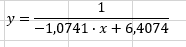 y = 1 / (−1,0741 · x + 6,4074)